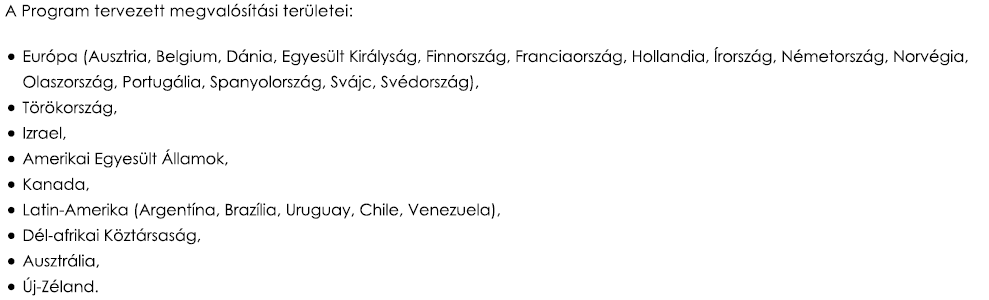 A Program tervezett megvalósítási területei:
• Európa (Ausztria, Belgium, Dánia, Egyesült Királyság, Finnország, Franciaország, Hollandia, Írország, Németország, Norvégia,
Olaszország, Portugália, Spanyolország, Svájc, Svédország),
• Törökország,
• Izrael,
• Amerikai Egyesült Államok,
• Kanada,
• Latin-Amerika (Argentína, Brazília, Uruguay, Chile, Venezuela),
• Dél-afrikai Köztársaság,
• Ausztrália,
• Új-Zéland.